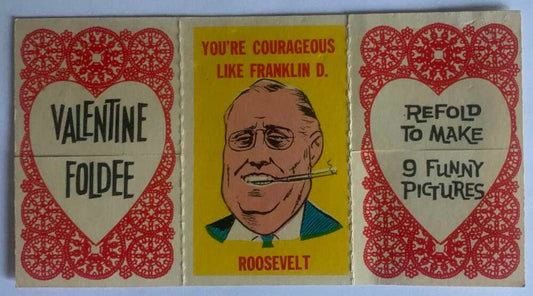 VALENTINE
FOLDEE
YOU'RE COURAGEOUS
LIKE FRANKLIN D.
ROOSEVELT
REFOLD
TO MAKE
9 FUNNY
PICTURES